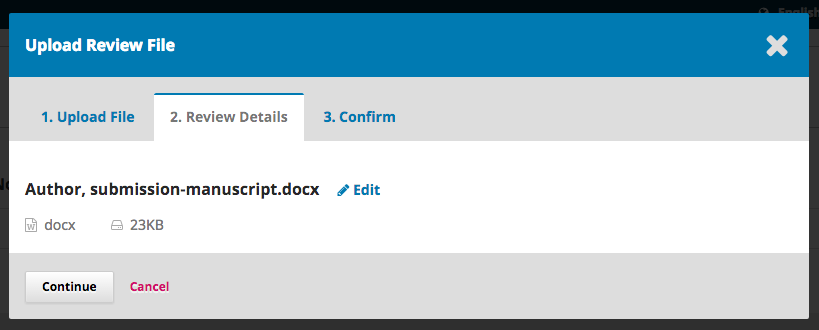 English
Upload Review File
1. Upload File 2. Review Details 3. Confirm
Author, submission-manuscript.docx Edit
docx 23KB
Continue Cancel